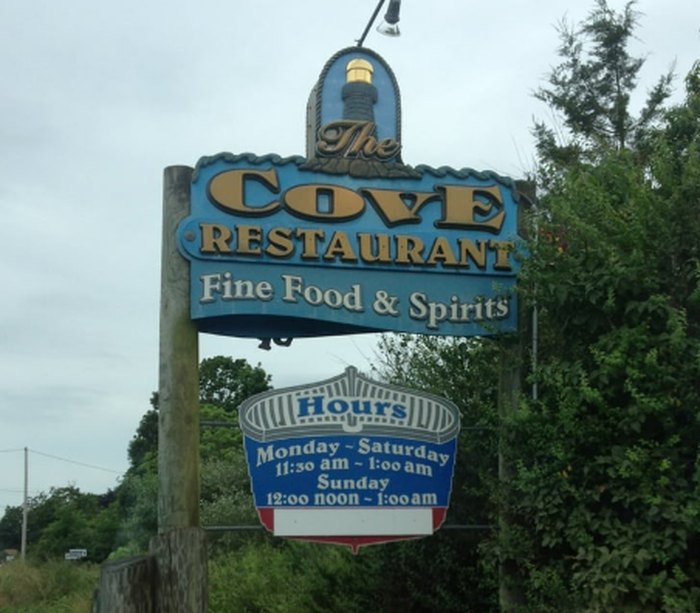 The
COVE
RESTAURANT
Fine Food & Spirits
Hours
Monday ~ Saturday
11:30 am ~ 1:00 am
Sunday
12:00 noon ~ 1:00 am